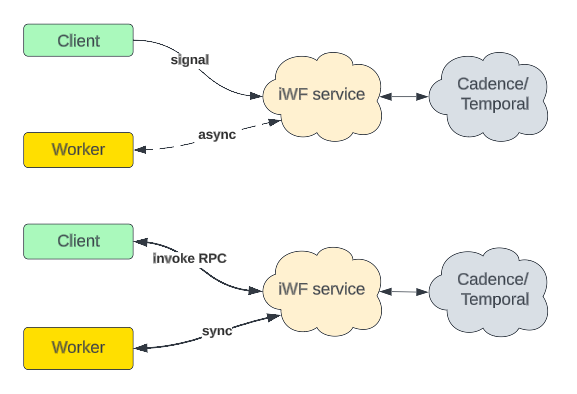 Client
signal
iWF service
Cadence/
Temporal
async
Worker
Client
invoke RPC
iWF service
Cadence/
Temporal
sync
Worker